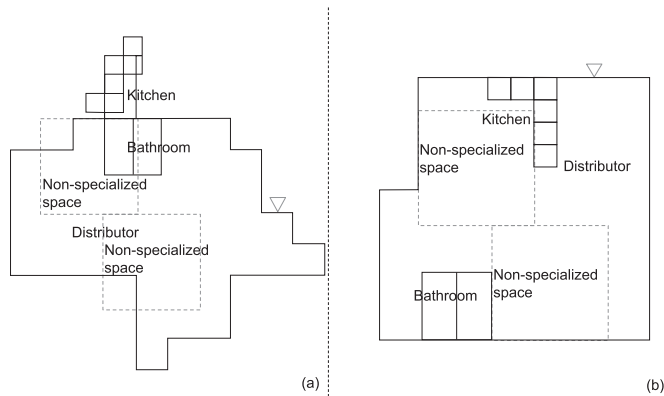 Kitchen
Bathroom
Non-specialized
space
Distributor
Non-specialized
space
(a)
Kitchen
Non-specialized
space
Distributor
Non-specialized
space
Bathroom
(b)